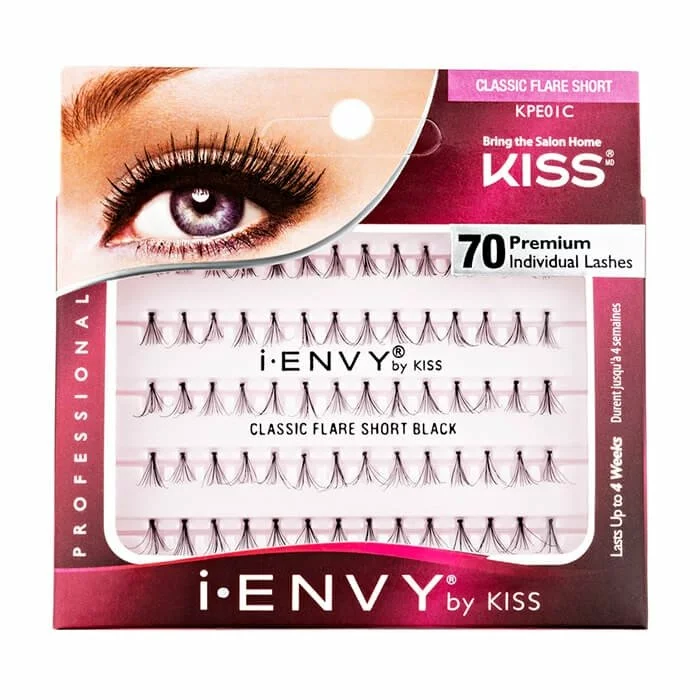 CLASSIC FLARE SHORT
KPE01C
Bring the Salon Home
KISS®
MD
70 Premium
Individual Lashes
PROFESSIONAL
i·ENVY® by KISS
CLASSIC FLARE SHORT BLACK
Durent jusqu'à 4 semaines
Lasts Up to 4 Weeks
i·ENVY® by KISS